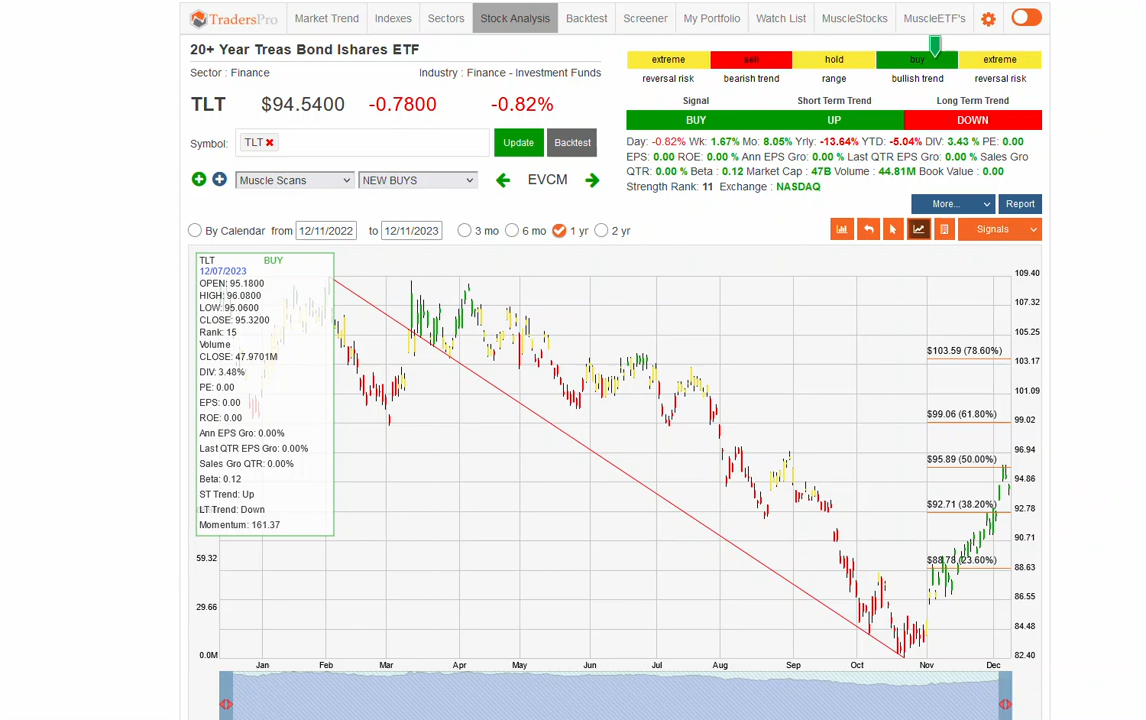 TradersPro Market Trend Indexes Sectors Stock Analysis Backtest Screener My Portfolio Watch List MuscleStocks MuscleETF's
20+ Year Treas Bond Ishares ETF
Sector : Finance Industry : Finance - Investment Funds
TLT $94.5400 -0.7800 -0.82%
Symbol: TLT Update Backtest
Muscle Scans NEW BUYS EVCM
extreme sell hold buy extreme
reversal risk bearish trend range bullish trend reversal risk
Signal Short Term Trend Long Term Trend
BUY UP DOWN
Day: -0.82% Wk: 1.67% Mo: 8.05% Yrly: -13.64% YTD: -5.04% DIV: 3.43 % PE: 0.00
EPS: 0.00 ROE: 0.00 % Ann EPS Gro: 0.00 % Last QTR EPS Gro: 0.00 % Sales Gro
QTR: 0.00 % Beta : 0.12 Market Cap : 47B Volume : 44.81M Book Value : 0.00
Strength Rank: 11 Exchange : NASDAQ
More... Report
By Calendar from 12/11/2022 to 12/11/2023 3 mo 6 mo 1 yr 2 yr Signals
TLT BUY
12/07/2023
OPEN: 95.1800
HIGH: 96.0800
LOW: 95.0600
CLOSE: 95.3200
Rank: 15
Volume
CLOSE: 47.9701M
DIV: 3.48%
PE: 0.00
EPS: 0.00
ROE: 0.00
Ann EPS Gro: 0.00%
Last QTR EPS Gro: 0.00%
Sales Gro QTR: 0.00%
Beta: 0.12
ST Trend: Up
LT Trend: Down
Momentum: 161.37
59.32
29.66
0.0M
$103.59 (78.60%)
$99.06 (61.80%)
$95.89 (50.00%)
$92.71 (38.20%)
$88.78 (23.60%)
109.40
107.32
105.25
103.17
101.09
99.02
96.94
94.86
92.78
90.71
88.63
86.55
84.48
82.40
Jan Feb Mar Apr May Jun Jul Aug Sep Oct Nov Dec